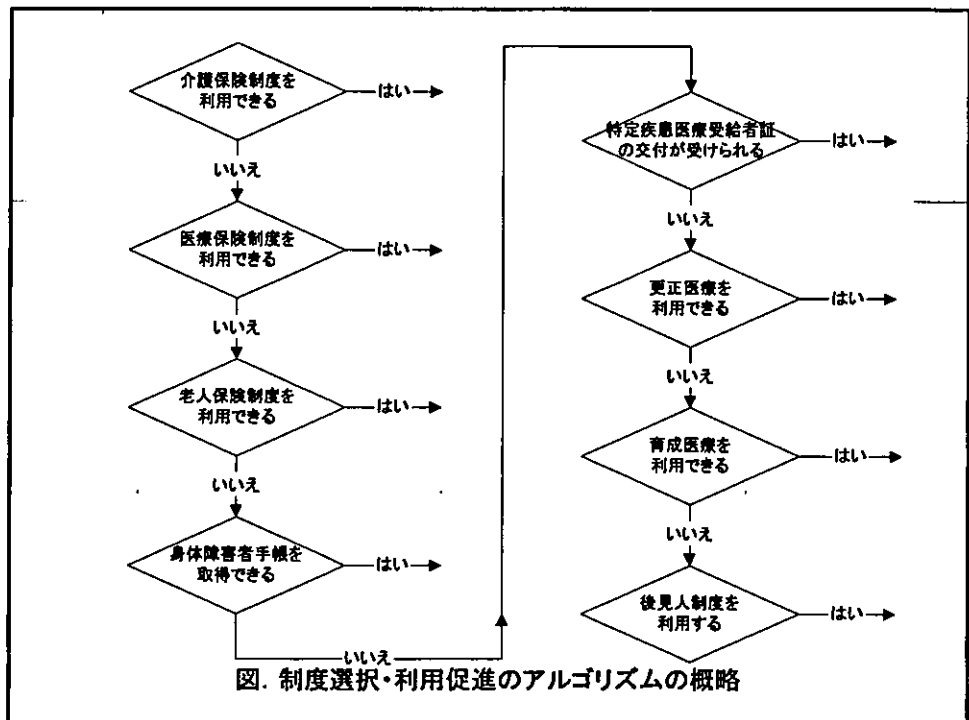 介護保険制度を
利用できる
はい
いいえ
医療保険制度を
利用できる
はい
いいえ
老人保険制度を
利用できる
はい
いいえ
身体障害者手帳を
取得できる
はい
いいえ
特定疾患医療受給者証
の交付が受けられる
はい
いいえ
更正医療を
利用できる
はい
いいえ
育成医療を
利用できる
はい
いいえ
後見人制度を
利用する
はい
図. 制度選択・利用促進のアルゴリズムの概略